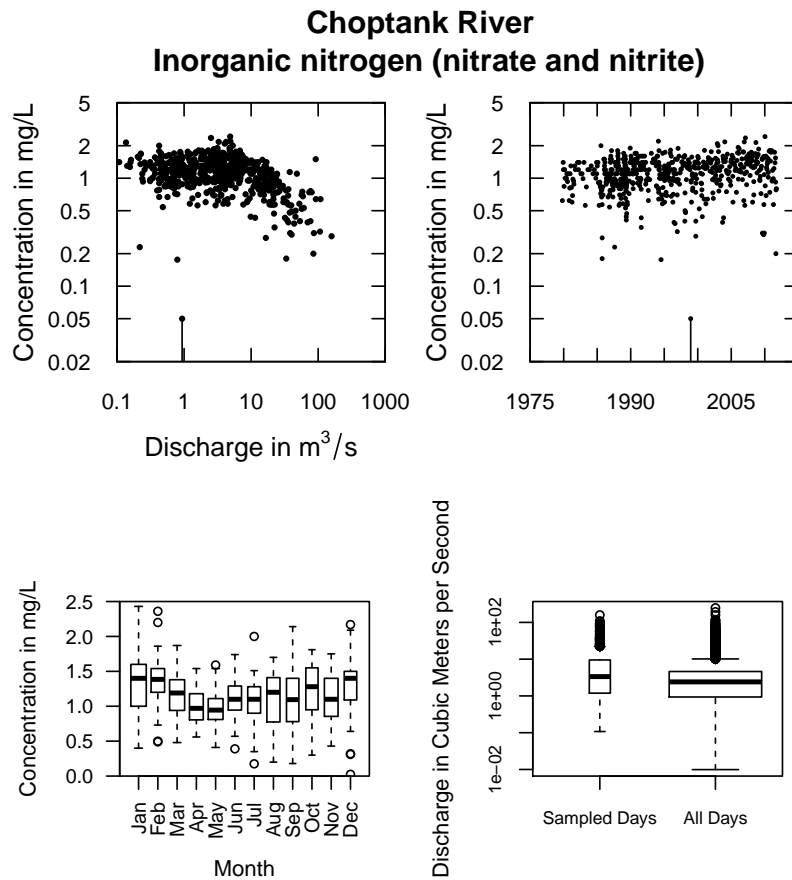 Choptank River
Inorganic nitrogen (nitrate and nitrite)
Concentration in mg/L
5
2
1
0.5
0.2
0.1
0.05
0.02
0.1 1 10 100 1000
Discharge in m³/s
Concentration in mg/L
5
2
1
0.5
0.2
0.1
0.05
0.02
1975 1990 2005
Concentration in mg/L
2.5
2.0
1.5
1.0
0.5
0.0
Jan Feb Mar Apr May Jun Jul Aug Sep Oct Nov Dec
Month
Discharge in Cubic Meters per Second
1e+02
1e+00
1e−02
Sampled Days All Days